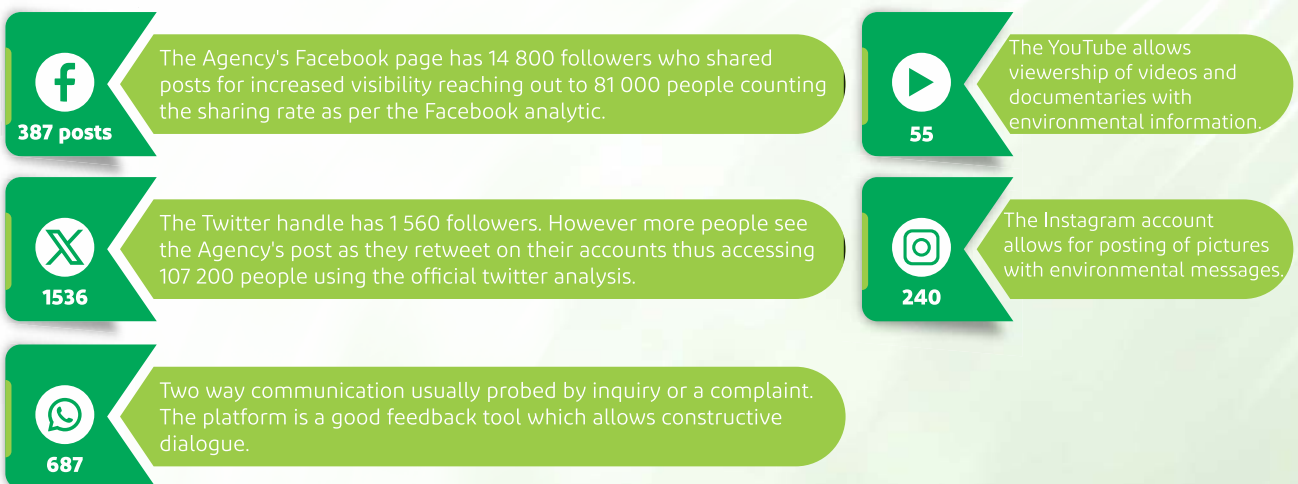 387 posts
The Agency's Facebook page has 14 800 followers who shared
posts for increased visibility reaching out to 81 000 people counting
the sharing rate as per the Facebook analytic.
55
The YouTube allows
viewership of videos and
documentaries with
environmental information.
1536
The Twitter handle has 1 560 followers. However more people see
the Agency's post as they retweet on their accounts thus accessing
107 200 people using the official twitter analysis.
240
The Instagram account
allows for posting of pictures
with environmental messages.
687
Two way communication usually probed by inquiry or a complaint.
The platform is a good feedback tool which allows constructive
dialogue.